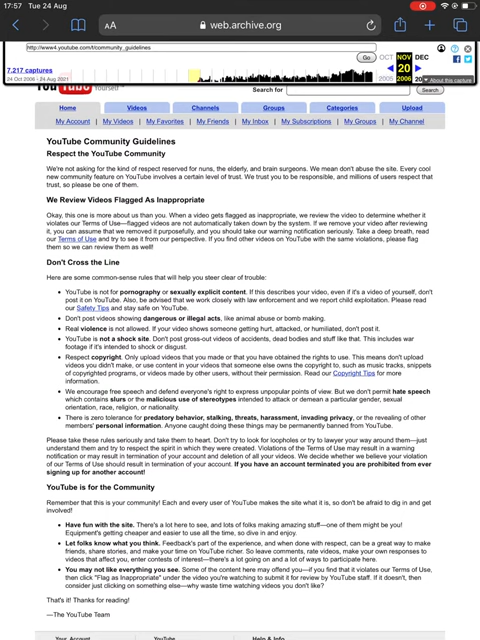 17:57 Tue 24 Aug
26%
AA
web.archive.org
http://www4.youtube.com/t/community_guidelines
Go
OCT NOV DEC
7,217 captures
20
24 Oct 2006 - 24 Aug 2021
2005 2006
About this capture
YouTube
Yourself
Search for
Search
Home Videos Channels Groups Categories Upload
My Account | My Videos | My Favorites | My Friends | My Inbox | My Subscriptions | My Groups | My Channel
YouTube Community Guidelines
Respect the YouTube Community
We're not asking for the kind of respect reserved for nuns, the elderly, and brain surgeons. We mean don't abuse the site. Every cool
new community feature on YouTube involves a certain level of trust. We trust you to be responsible, and millions of users respect that
trust, so please be one of them.
We Review Videos Flagged As Inappropriate
Okay, this one is more about us than you. When a video gets flagged as inappropriate, we review the video to determine whether it
violates our Terms of Use—flagged videos are not automatically taken down by the system. If we remove your video after reviewing
it, you can assume that we removed it purposefully, and you should take our warning notification seriously. Take a deep breath, read
our Terms of Use and try to see it from our perspective. If you find other videos on YouTube with the same violations, please flag
them so we can review them as well!
Don't Cross the Line
Here are some common-sense rules that will help you steer clear of trouble:
• YouTube is not for pornography or sexually explicit content. If this describes your video, even if it's a video of yourself, don't
post it on YouTube. Also, be advised that we work closely with law enforcement and we report child exploitation. Please read
our Safety Tips and stay safe on YouTube.
• Don't post videos showing dangerous or illegal acts, like animal abuse or bomb making.
• Real violence is not allowed. If your video shows someone getting hurt, attacked, or humiliated, don't post it.
• YouTube is not a shock site. Don't post gross-out videos of accidents, dead bodies and stuff like that. This includes war
footage if it's intended to shock or disgust.
• Respect copyright. Only upload videos that you made or that you have obtained the rights to use. This means don't upload
videos you didn't make, or use content in your videos that someone else owns the copyright to, such as music tracks, snippets
of copyrighted programs, or videos made by other users, without their permission. Read our Copyright Tips for more
information.
• We encourage free speech and defend everyone's right to express unpopular points of view. But we don't permit hate speech
which contains slurs or the malicious use of stereotypes intended to attack or demean a particular gender, sexual
orientation, race, religion, or nationality.
• There is zero tolerance for predatory behavior, stalking, threats, harassment, invading privacy, or the revealing of other
members' personal information. Anyone caught doing these things may be permanently banned from YouTube.
Please take these rules seriously and take them to heart. Don't try to look for loopholes or try to lawyer your way around them—just
understand them and try to respect the spirit in which they were created. Violations of the Terms of Use may result in a warning
notification or may result in termination of your account and deletion of all your videos. We decide whether we believe your violation
of our Terms of Use should result in termination of your account. If you have an account terminated you are prohibited from ever
signing up for another account!
YouTube is for the Community
Remember that this is your community! Each and every user of YouTube makes the site what it is, so don't be afraid to dig in and get
involved!
• Have fun with the site. There's a lot here to see, and lots of folks making amazing stuff—one of them might be you!
Equipment's getting cheaper and easier to use all the time, so dive in and enjoy.
• Let folks know what you think. Feedback's part of the experience, and when done with respect, can be a great way to make
friends, share stories, and make your time on YouTube richer. So leave comments, rate videos, make your own responses to
videos that affect you, enter contests of interest—there's a lot going on and a lot of ways to participate here.
• You may not like everything you see. Some of the content here may offend you—if you find that it violates our Terms of Use,
then click "Flag as Inappropriate" under the video you're watching to submit it for review by YouTube staff. If it doesn't, then
consider just clicking on something else—why waste time watching videos you don't like?
That's it! Thanks for reading!
—The YouTube Team
Your Account YouTube Help & Info